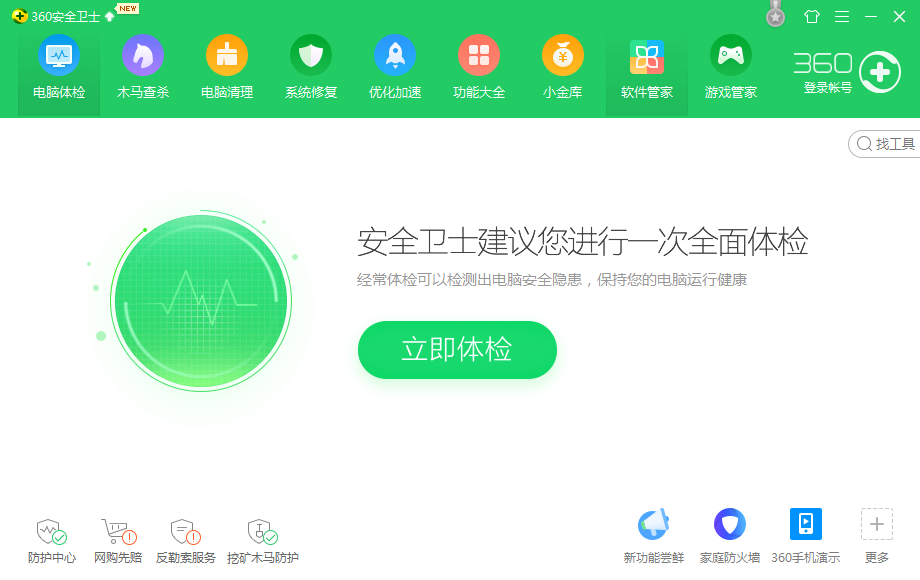 360安全卫士
NEW
电脑体检 木马查杀 电脑清理 系统修复 优化加速 功能大全 小金库 软件管家 游戏管家
360
登录帐号
找工具
安全卫士建议您进行一次全面体检
经常体检可以检测出电脑安全隐患，保持您的电脑运行健康
立即体检
防护中心 网购先赔 反勒索服务 挖矿木马防护 新功能尝鲜 家庭防火墙 360手机演示 更多